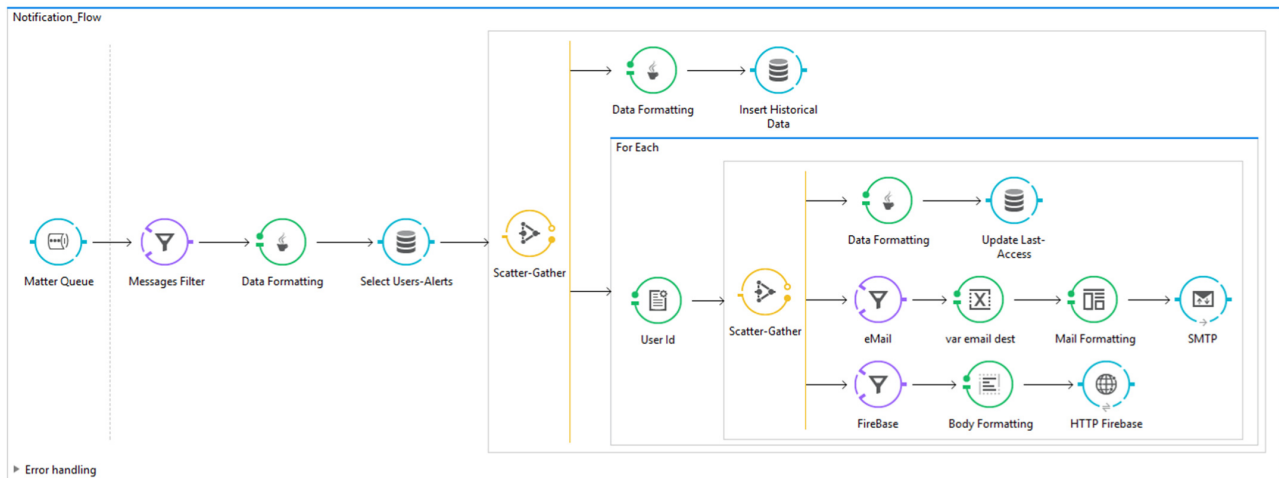 Notification_Flow
Data Formatting
Insert Historical
Data
For Each
Matter Queue
Messages Filter
Data Formatting
Select Users-Alerts
Scatter-Gather
Data Formatting
Update Last-
Access
User Id
Scatter-Gather
eMail
var email dest
Mail Formatting
SMTP
FireBase
Body Formatting
HTTP Firebase
Error handling